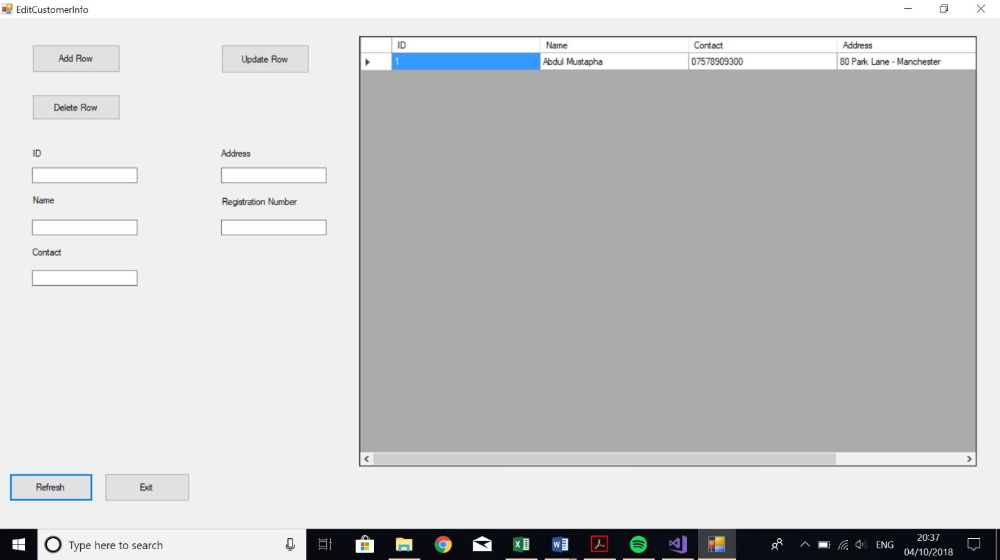 EditCustomerInfo
Add Row
Update Row
Delete Row
ID
Address
Name
Registration Number
Contact
Refresh
Exit
ID Name Contact Address
1 Abdul Mustapha 07578909300 80 Park Lane - Manchester
Type here to search
ENG
20:37
04/10/2018